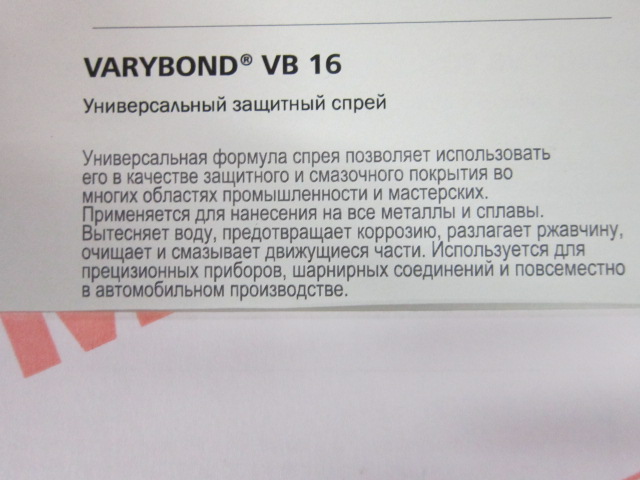 VARYBOND® VB 16
Универсальный защитный спрей
Универсальная формула спрея позволяет использовать
его в качестве защитного и смазочного покрытия во
многих областях промышленности и мастерских.
Применяется для нанесения на все металлы и сплавы.
Вытесняет воду, предотвращает коррозию, разлагает ржавчину,
очищает и смазывает движущиеся части. Используется для
прецизионных приборов, шарнирных соединений и повсеместно
в автомобильном производстве.